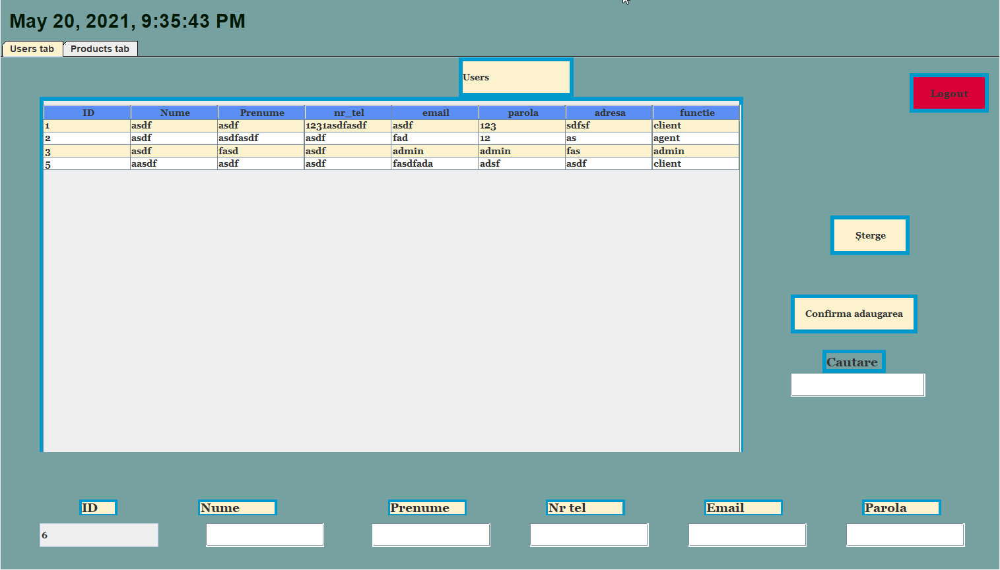 May 20, 2021, 9:35:43 PM
Users tab Products tab
Users
Logout
ID Nume Prenume nr_tel email parola adresa functie
1 asdf asdf 1231asdfasdf asdf 123 sdfsf client
2 asdf asdfasdf asdf fad 12 as agent
3 asdf fasd asdf admin admin fas admin
5 aasdf asdf asdf fasdfada adsf asdf client
Șterge
Confirma adaugarea
Cautare
ID Nume Prenume Nr tel Email Parola
6